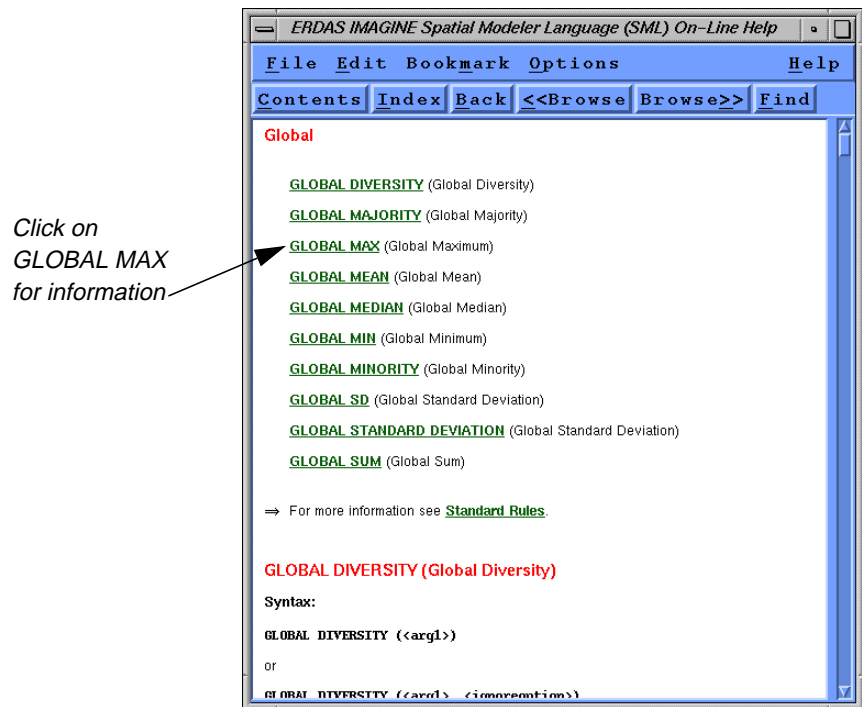 ERDAS IMAGINE Spatial Modeler Language (SML) On-Line Help
File Edit Bookmark Options Help
Contents Index Back <<Browse Browse>> Find
Global
GLOBAL DIVERSITY (Global Diversity)
GLOBAL MAJORITY (Global Majority)
Click on
GLOBAL MAX
for information
GLOBAL MAX (Global Maximum)
GLOBAL MEAN (Global Mean)
GLOBAL MEDIAN (Global Median)
GLOBAL MIN (Global Minimum)
GLOBAL MINORITY (Global Minority)
GLOBAL SD (Global Standard Deviation)
GLOBAL STANDARD DEVIATION (Global Standard Deviation)
GLOBAL SUM (Global Sum)
⇒ For more information see Standard Rules.
GLOBAL DIVERSITY (Global Diversity)
Syntax:
GLOBAL DIVERSITY (<arg1>)
or
GLOBAL DIVERSITY (<arg1>, <ignoreoption>)